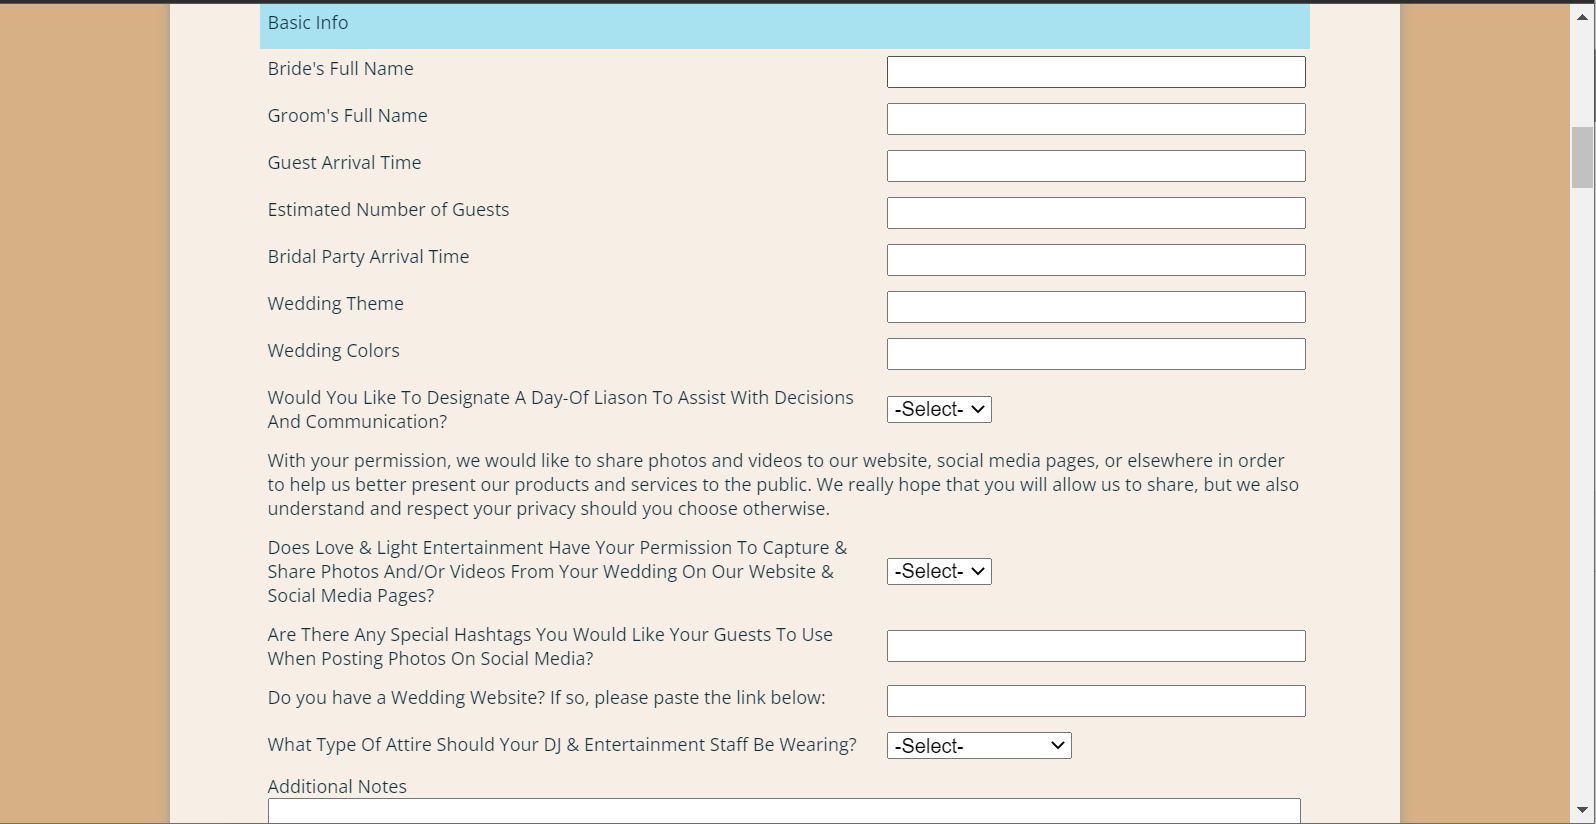 Basic Info
Bride's Full Name
Groom's Full Name
Guest Arrival Time
Estimated Number of Guests
Bridal Party Arrival Time
Wedding Theme
Wedding Colors
Would You Like To Designate A Day-Of Liason To Assist With Decisions
And Communication?
-Select-
With your permission, we would like to share photos and videos to our website, social media pages, or elsewhere in order
to help us better present our products and services to the public. We really hope that you will allow us to share, but we also
understand and respect your privacy should you choose otherwise.
Does Love & Light Entertainment Have Your Permission To Capture &
Share Photos And/Or Videos From Your Wedding On Our Website &
Social Media Pages?
-Select-
Are There Any Special Hashtags You Would Like Your Guests To Use
When Posting Photos On Social Media?
Do you have a Wedding Website? If so, please paste the link below:
What Type Of Attire Should Your DJ & Entertainment Staff Be Wearing?
-Select-
Additional Notes